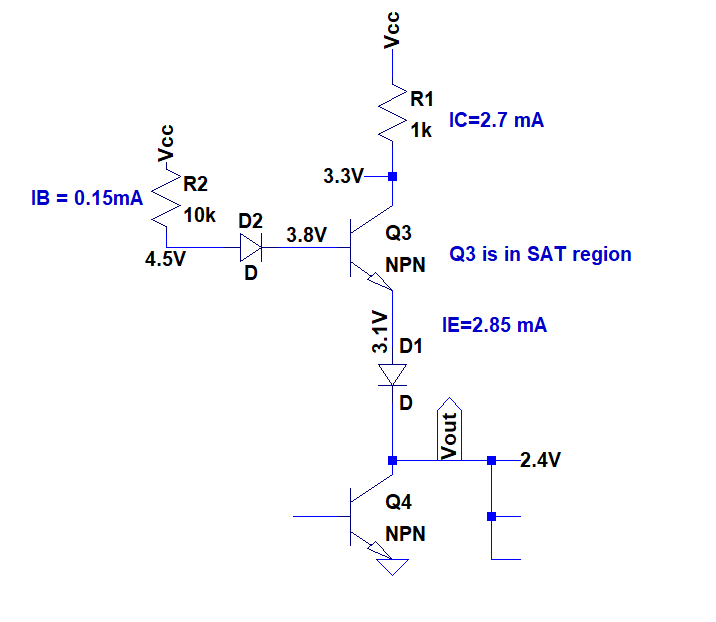 Vcc
R1
1k
IC=2.7 mA
3.3V
Vcc
R2
10k
IB = 0.15mA
4.5V
D2
D
3.8V
Q3
NPN
Q3 is in SAT region
3.1V
IE=2.85 mA
D1
D
Vout
2.4V
Q4
NPN